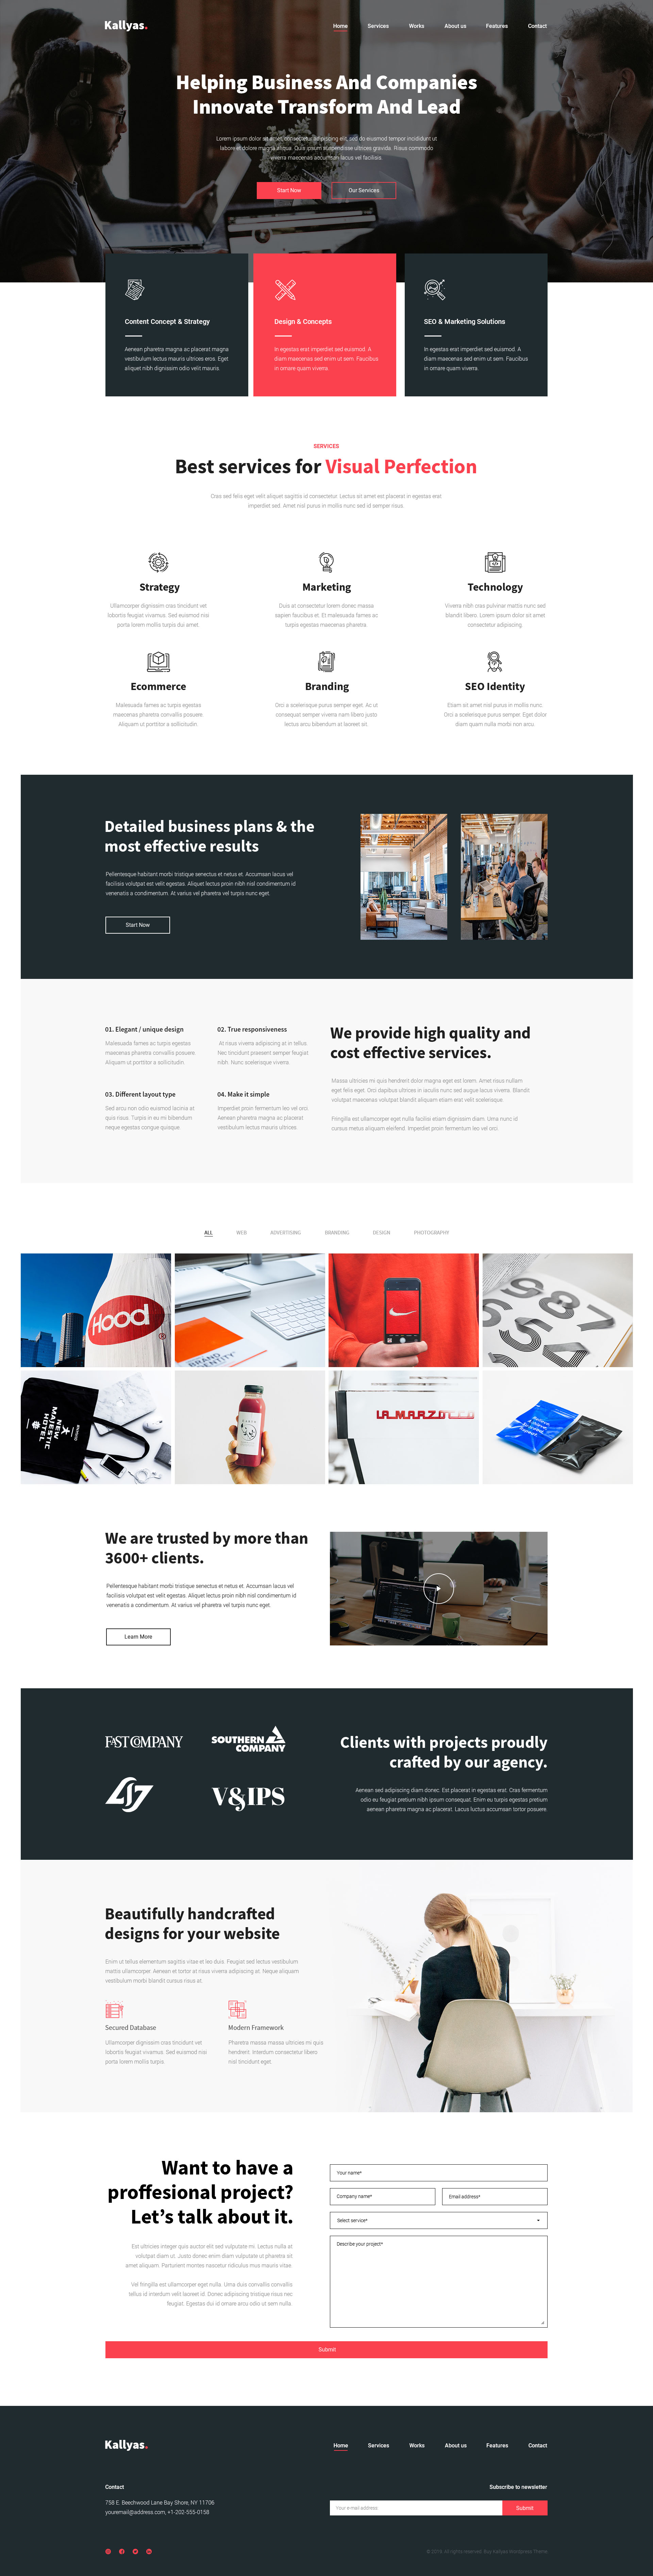 Kallyas.
Home Services Works About us Features Contact
Helping Business And Companies
Innovate Transform And Lead
Lorem ipsum dolor sit amet, consectetur adipiscing elit, sed do eiusmod tempor incididunt ut
labore et dolore magna aliqua. Quis ipsum suspendisse ultrices gravida. Risus commodo
viverra maecenas accumsan lacus vel facilisis.
Start Now
Our Services
Content Concept & Strategy
Aenean pharetra magna ac placerat magna
vestibulum lectus mauris ultrices eros. Eget
aliquet nibh dignissim odio velit mauris.
Design & Concepts
In egestas erat imperdiet sed euismod. A
diam maecenas sed enim ut sem. Faucibus
in ornare quam viverra.
SEO & Marketing Solutions
In egestas erat imperdiet sed euismod. A
diam maecenas sed enim ut sem. Faucibus
in ornare quam viverra.
SERVICES
Best services for Visual Perfection
Cras sed felis eget velit aliquet sagittis id consectetur. Lectus sit amet est placerat in egestas erat
imperdiet sed. Amet nisl purus in mollis nunc sed id semper risus.
Strategy
Ullamcorper dignissim cras tincidunt vet
lobortis feugiat vivamus. Sed euismod nisi
porta lorem mollis turpis dui amet.
Marketing
Duis at consectetur lorem donec massa
sapien faucibus et. Et malesuada fames ac
turpis egestas maecenas pharetra.
Technology
Viverra nibh cras pulvinar mattis nunc sed
blandit libero. Lorem ipsum dolor sit amet
consectetur adipiscing.
Ecommerce
Malesuada fames ac turpis egestas
maecenas pharetra convallis posuere.
Aliquam ut porttitor a sollicitudin.
Branding
Orci a scelerisque purus semper eget. Ac ut
consequat semper viverra nam libero justo
lectus arcu bibendum at laoreet sit.
SEO Identity
Etiam sit amet nisl purus in mollis nunc.
Orci a scelerisque purus semper. Eget dolor
diam quam nulla morbi non arcu.
Detailed business plans & the
most effective results
Pellentesque habitant morbi tristique senectus et netus et. Accumsan lacus vel
facilisis volutpat est velit egestas. Aliquet lectus proin nibh nisl condimentum id
venenatis a condimentum. At varius vel pharetra vel turpis nunc eget.
Start Now
01. Elegant / unique design
Malesuada fames ac turpis egestas
maecenas pharetra convallis posuere.
Aliquam ut porttitor a sollicitudin.
02. True responsiveness
At risus viverra adipiscing at in tellus.
Nec tincidunt praesent semper feugiat
nibh. Nunc scelerisque viverra.
03. Different layout type
Sed arcu non odio euismod lacinia at
quis risus. Turpis in eu mi bibendum
neque egestas congue quisque.
04. Make it simple
Imperdiet proin fermentum leo vel orci.
Aenean pharetra magna ac placerat
vestibulum lectus mauris ultrices.
We provide high quality and
cost effective services.
Massa ultricies mi quis hendrerit dolor magna eget est lorem. Amet risus nullam
eget felis eget. Orci dapibus ultrices in iaculis nunc sed augue lacus viverra. Blandit
volutpat maecenas volutpat blandit aliquam etiam erat velit scelerisque.
Fringilla est ullamcorper eget nulla facilisi etiam dignissim diam. Urna nunc id
cursus metus aliquam eleifend. Imperdiet proin fermentum leo vel orci.
ALL WEB ADVERTISING BRANDING DESIGN PHOTOGRAPHY
Hood
BRAND
IDENTITY
987
654
NEW
MAJESTIC
HOTEL
LA MARZOCCO
We are trusted by more than
3600+ clients.
Pellentesque habitant morbi tristique senectus et netus et. Accumsan lacus vel
facilisis volutpat est velit egestas. Aliquet lectus proin nibh nisl condimentum id
venenatis a condimentum. At varius vel pharetra vel turpis nunc eget.
Learn More
FAST COMPANY
SOUTHERN
COMPANY
V&IPS
Clients with projects proudly
crafted by our agency.
Aenean sed adipiscing diam donec. Est placerat in egestas erat. Cras fermentum
odio eu feugiat pretium nibh ipsum consequat. Enim eu turpis egestas pretium
aenean pharetra magna ac placerat. Lacus luctus accumsan tortor posuere.
Beautifully handcrafted
designs for your website
Enim ut tellus elementum sagittis vitae et leo duis. Feugiat sed lectus vestibulum
mattis ullamcorper. Aenean et tortor at risus viverra adipiscing at. Neque aliquam
vestibulum morbi blandit cursus risus at.
Secured Database
Ullamcorper dignissim cras tincidunt vet
lobortis feugiat vivamus. Sed euismod nisi
porta lorem mollis turpis.
Modern Framework
Pharetra massa massa ultricies mi quis
hendrerit. Interdum consectetur libero
nisl tincidunt eget.
Want to have a
proffesional project?
Let's talk about it.
Est ultricies integer quis auctor elit sed vulputate mi. Lectus nulla at
volutpat diam ut. Justo donec enim diam vulputate ut pharetra sit
amet aliquam. Parturient montes nascetur ridiculus mus mauris vitae.
Vel fringilla est ullamcorper eget nulla. Urna duis convallis convallis
tellus id interdum velit laoreet id. Donec adipiscing tristique risus nec
feugiat. Egestas dui id ornare arcu odio ut sem nulla.
Your name*
Company name*
Email address*
Select service*
Describe your project*
Submit
Kallyas.
Home Services Works About us Features Contact
Contact
758 E. Beechwood Lane Bay Shore, NY 11706
youremail@address.com, +1-202-555-0158
Subscribe to newsletter
Your e-mail address
Submit
© 2019. All rights reserved. Buy Kallyas Wordpress Theme.